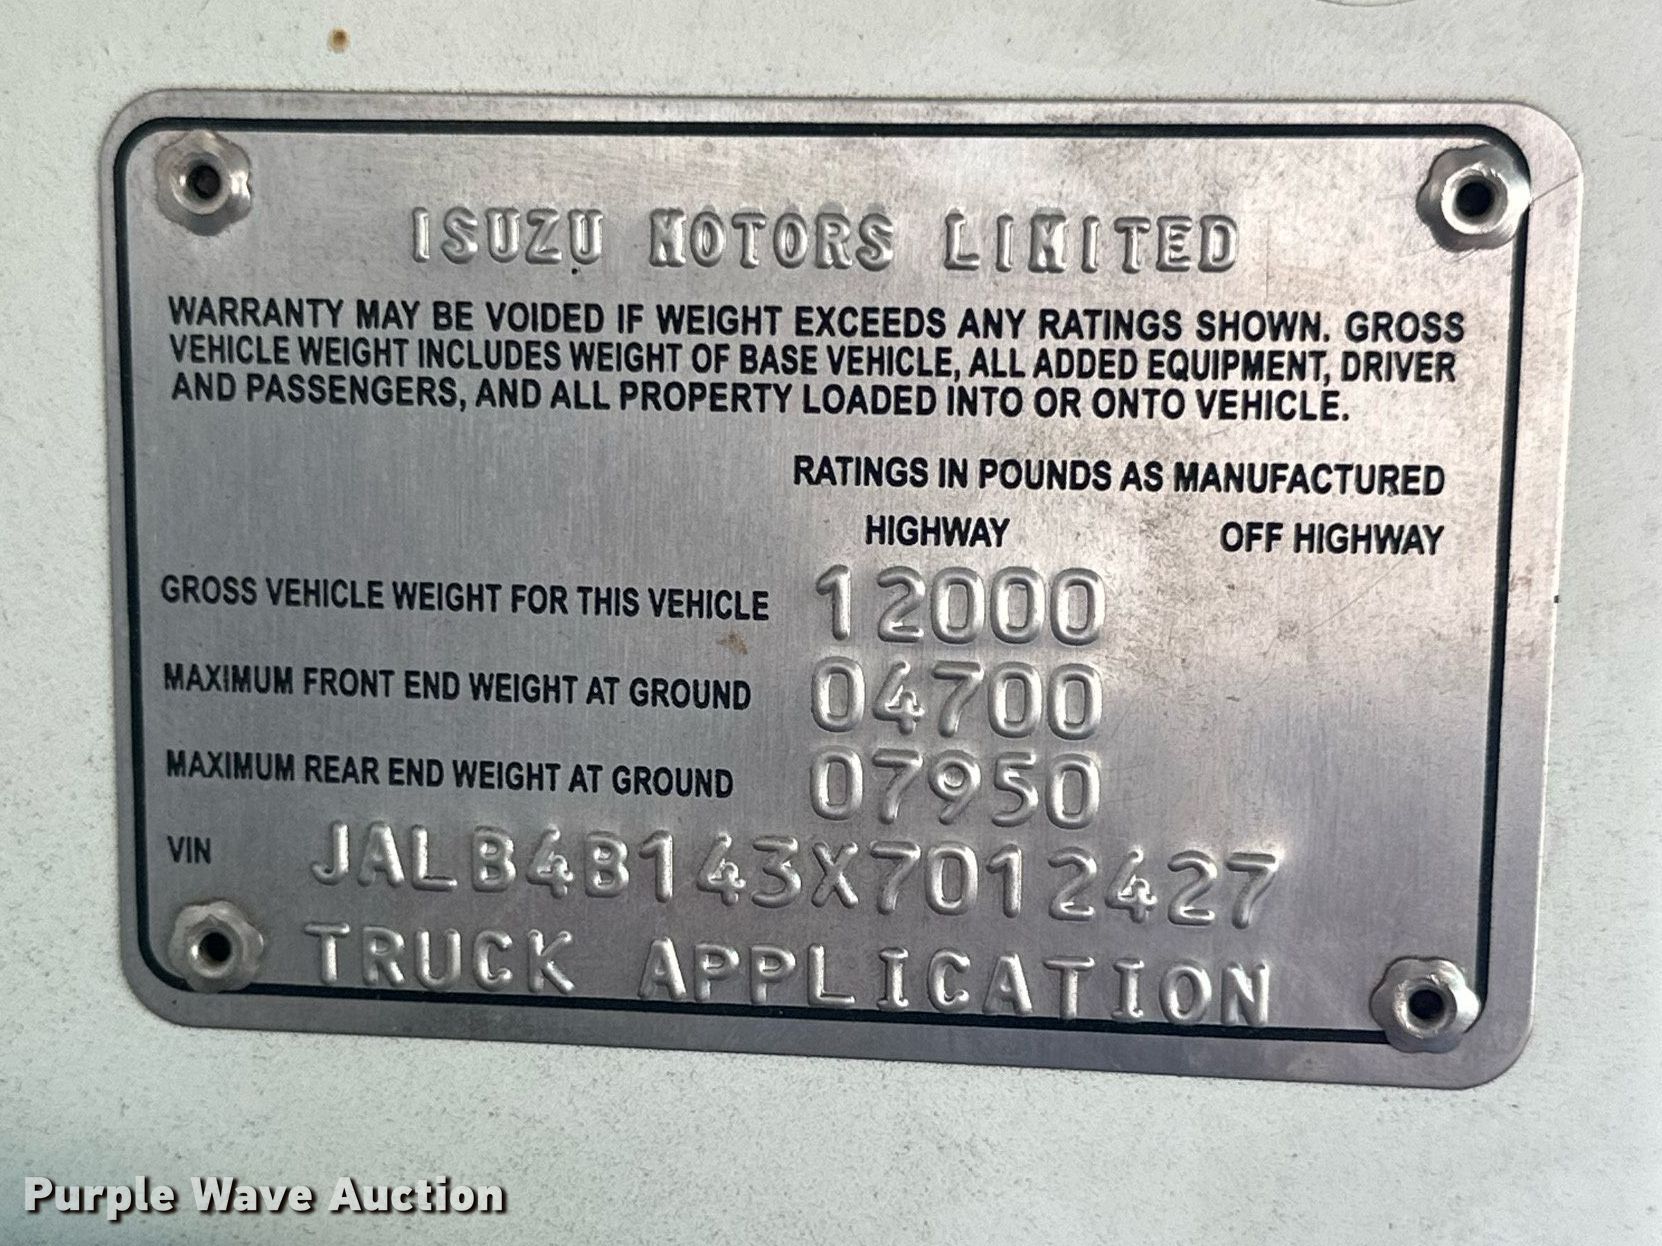 ISUZU MOTORS LIMITED
WARRANTY MAY BE VOIDED IF WEIGHT EXCEEDS ANY RATINGS SHOWN. GROSS
VEHICLE WEIGHT INCLUDES WEIGHT OF BASE VEHICLE, ALL ADDED EQUIPMENT, DRIVER
AND PASSENGERS, AND ALL PROPERTY LOADED INTO OR ONTO VEHICLE.
RATINGS IN POUNDS AS MANUFACTURED
HIGHWAY OFF HIGHWAY
GROSS VEHICLE WEIGHT FOR THIS VEHICLE 12000
MAXIMUM FRONT END WEIGHT AT GROUND 04700
MAXIMUM REAR END WEIGHT AT GROUND 07950
VIN JALB4B143X7012427
TRUCK APPLICATION
Purple Wave Auction